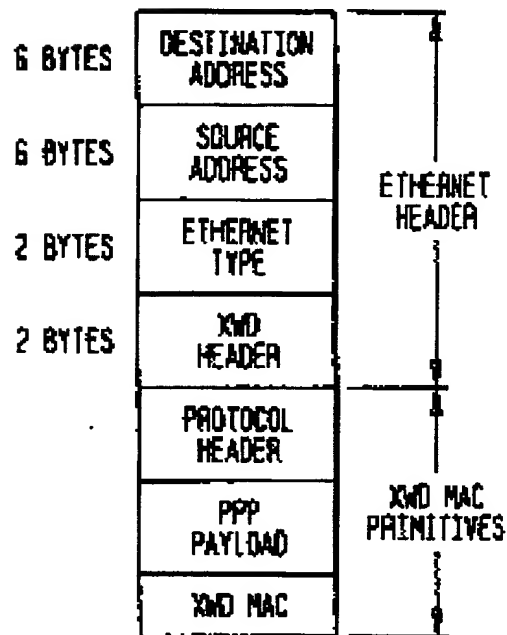 6 BYTES
DESTINATION
ADDRESS
6 BYTES
SOURCE
ADDRESS
2 BYTES
ETHERNET
TYPE
2 BYTES
XWD
HEADER
ETHERNET
HEADER
PROTOCOL
HEADER
PPP
PAYLOAD
XWD MAC
XWD MAC
PRIMITIVES